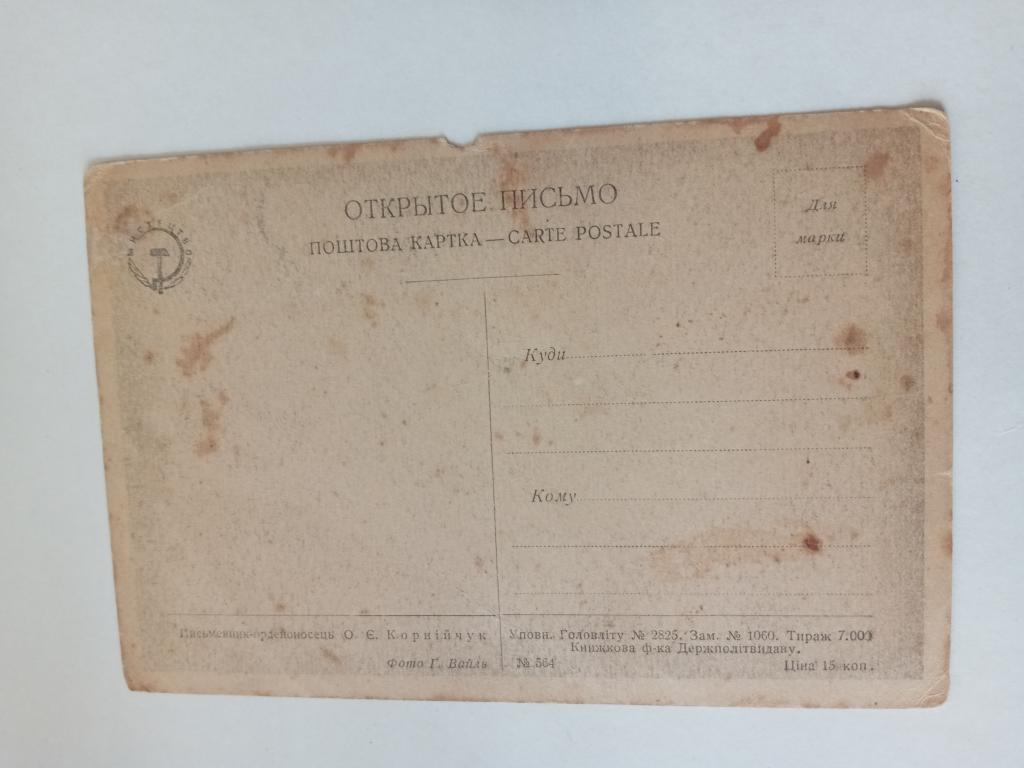 ОТКРЫТОЕ ПИСЬМО
ПОШТОВА КАРТКА — CARTE POSTALE
Для
марки
МИСТЕЦТВО
Куди
Кому
Письменник-орденоносець О. Є. Корнійчук
Фото Г. Вайль
Уповн. Головліту № 2825. Зам. № 1060. Тираж 7.000
Книжкова ф-ка Держполітвидаву.
№ 564
Ціна 15 коп.